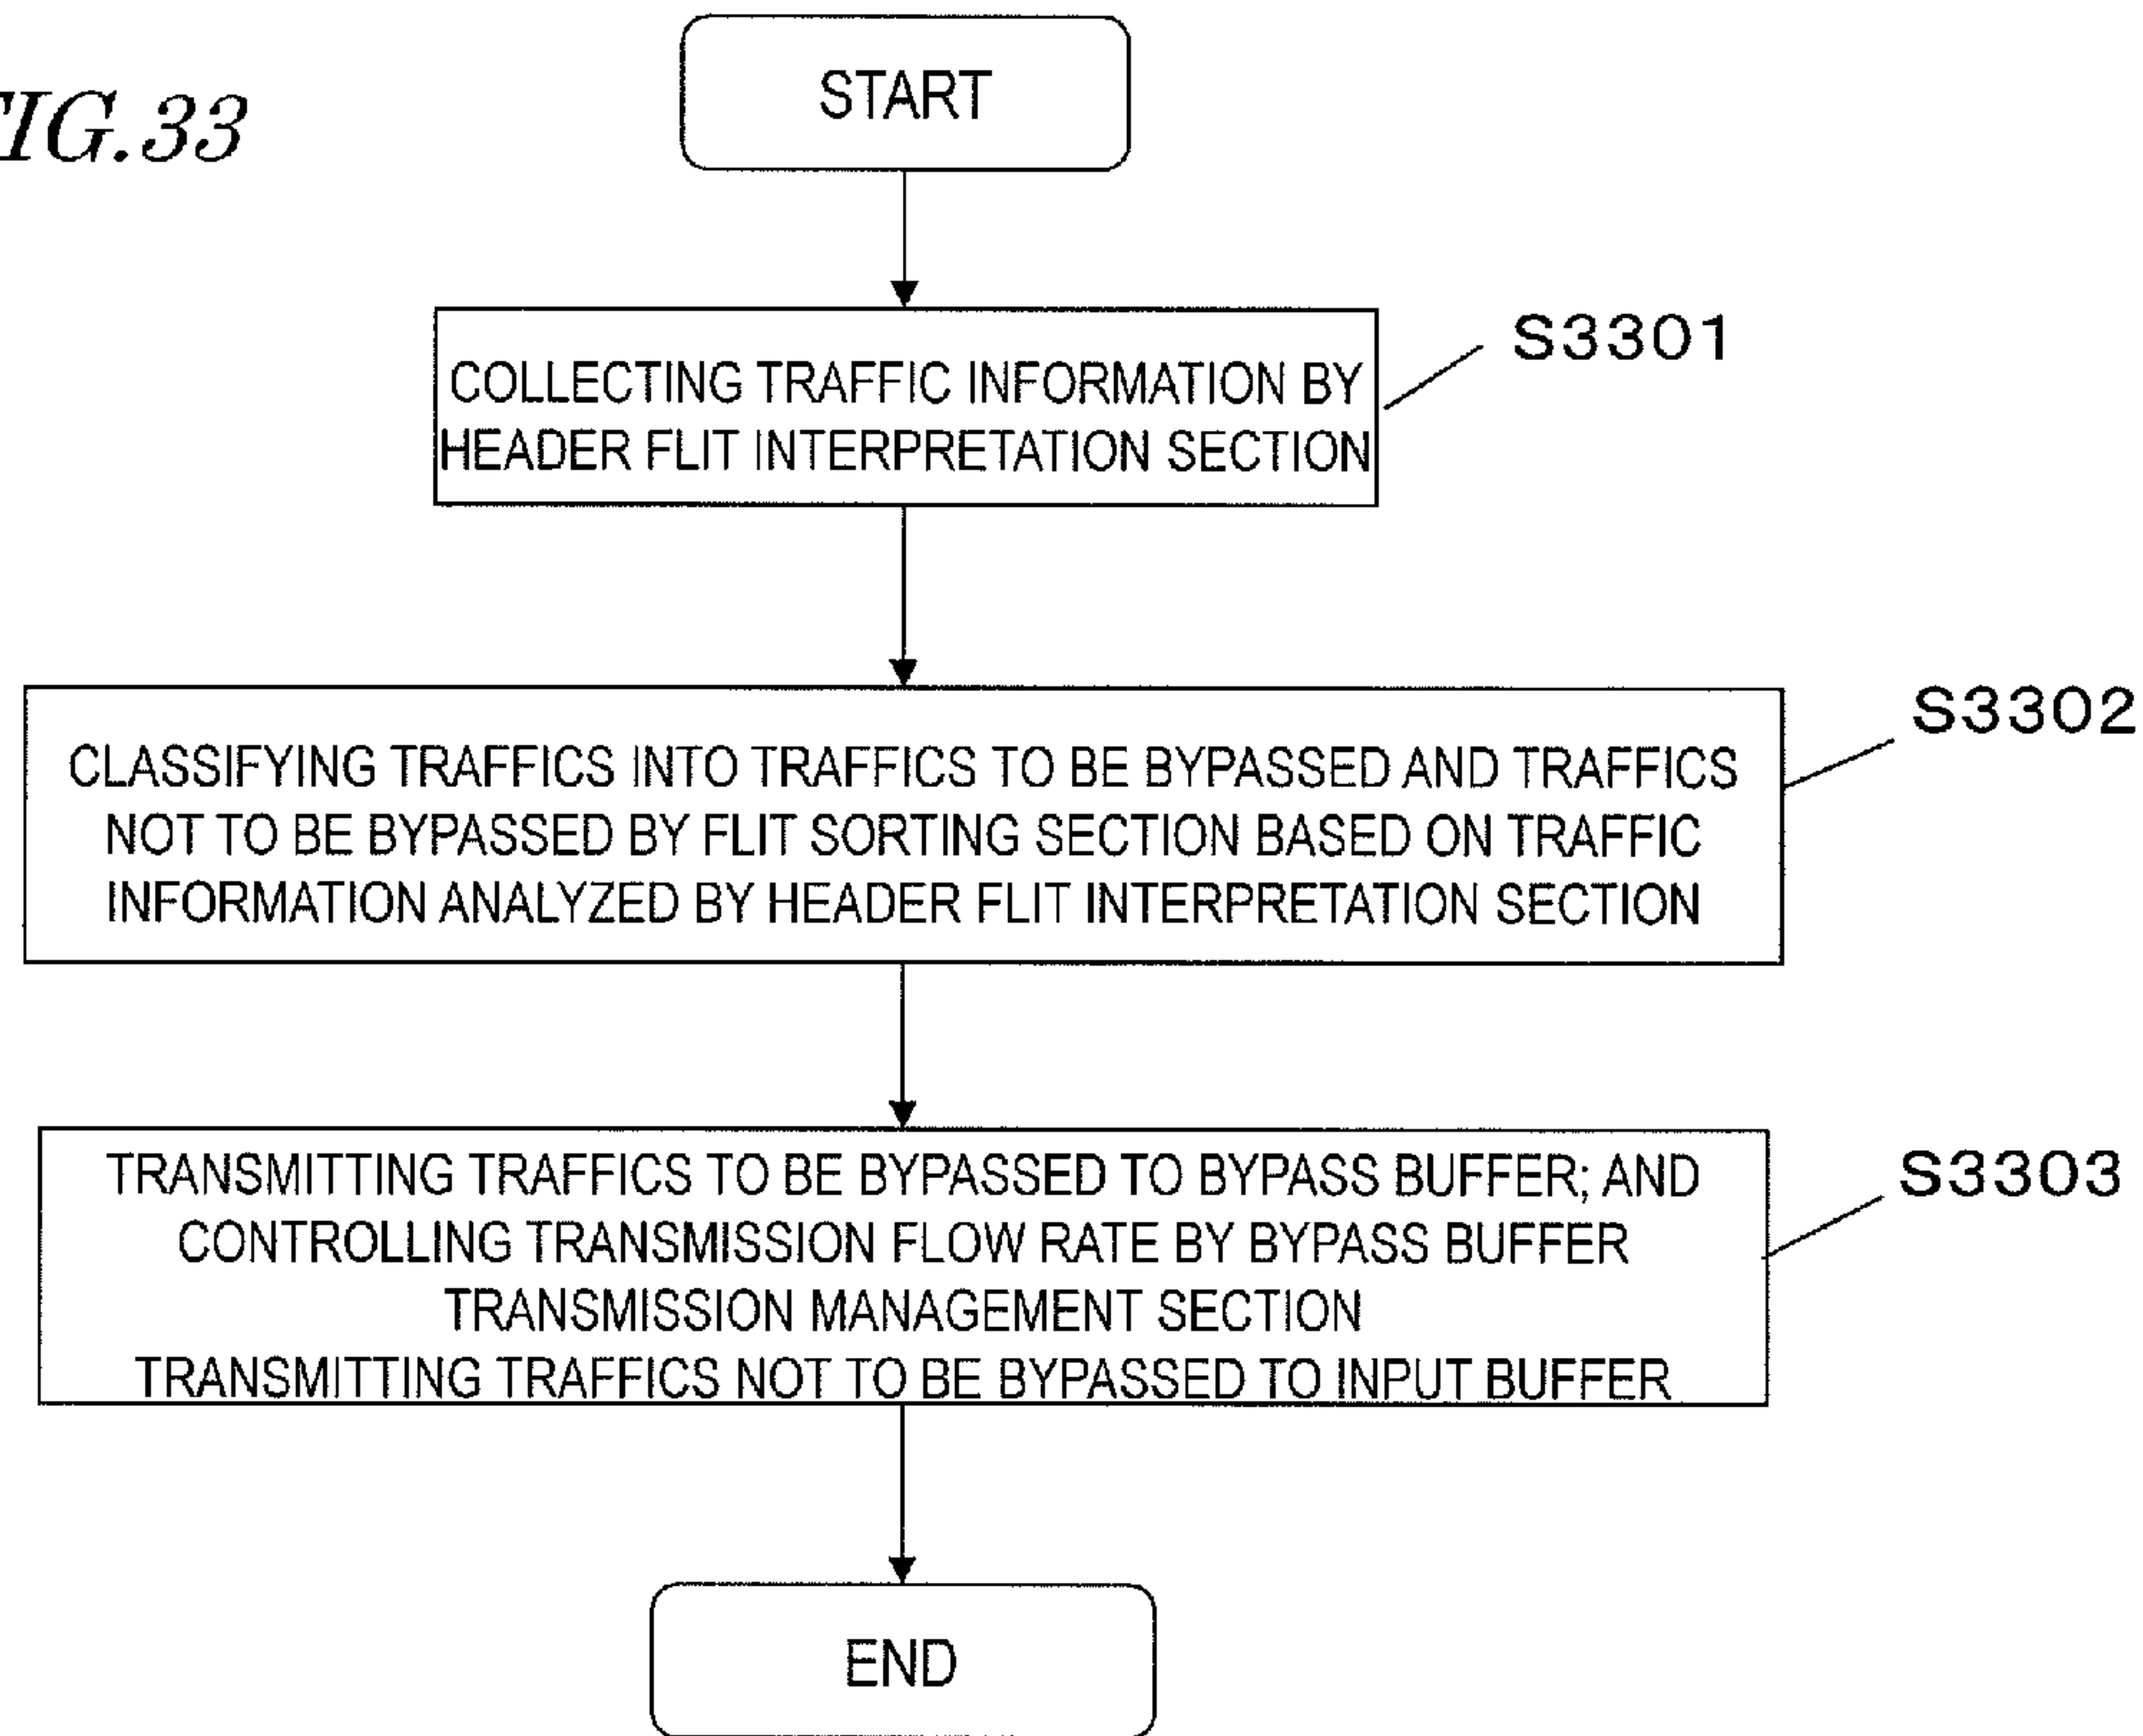 FIG.33
START
COLLECTING TRAFFIC INFORMATION BY
HEADER FLIT INTERPRETATION SECTION
S3301
CLASSIFYING TRAFFICS INTO TRAFFICS TO BE BYPASSED AND TRAFFICS
NOT TO BE BYPASSED BY FLIT SORTING SECTION BASED ON TRAFFIC
INFORMATION ANALYZED BY HEADER FLIT INTERPRETATION SECTION
S3302
TRANSMITTING TRAFFICS TO BE BYPASSED TO BYPASS BUFFER; AND
CONTROLLING TRANSMISSION FLOW RATE BY BYPASS BUFFER
TRANSMISSION MANAGEMENT SECTION
TRANSMITTING TRAFFICS NOT TO BE BYPASSED TO INPUT BUFFER
S3303
END